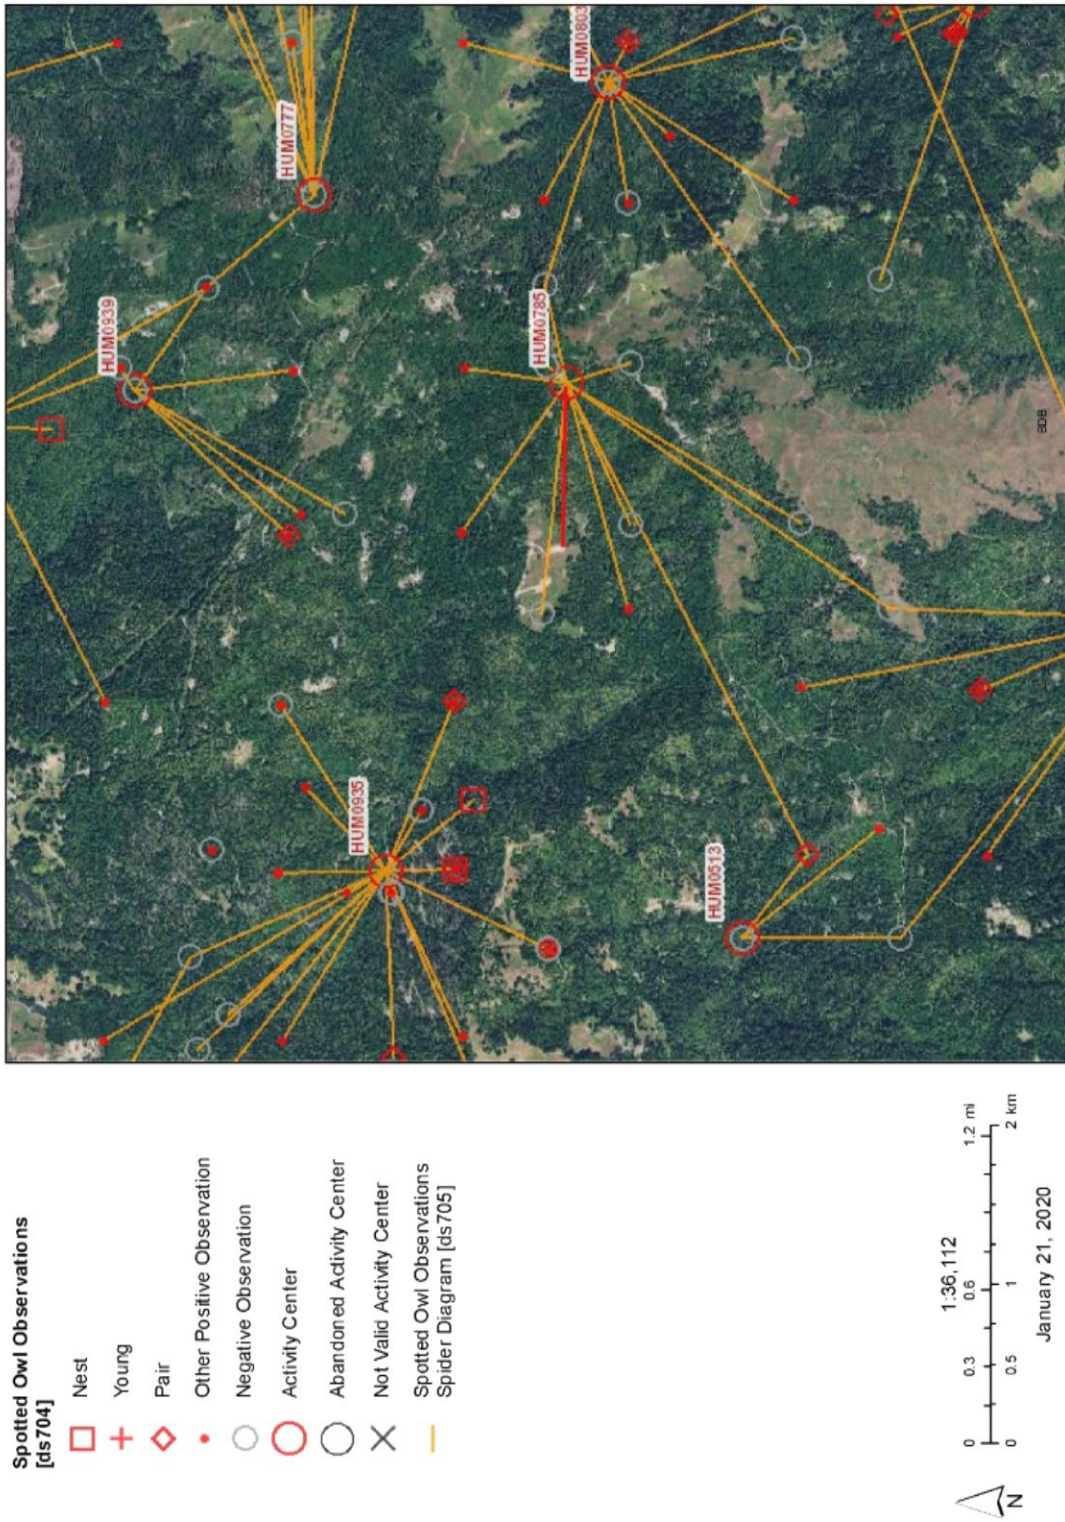 HUM0777
HUM0803
HUM0939
HUM0785
HUM0935
HUM0513
BDB
Spotted Owl Observations
[ds704]
Nest
Young
Pair
Other Positive Observation
Negative Observation
Activity Center
Abandoned Activity Center
Not Valid Activity Center
Spotted Owl Observations
Spider Diagram [ds705]
1:36,112
0 0.3 0.6 1.2 mi
0 0.5 1 2 km
January 21, 2020
N